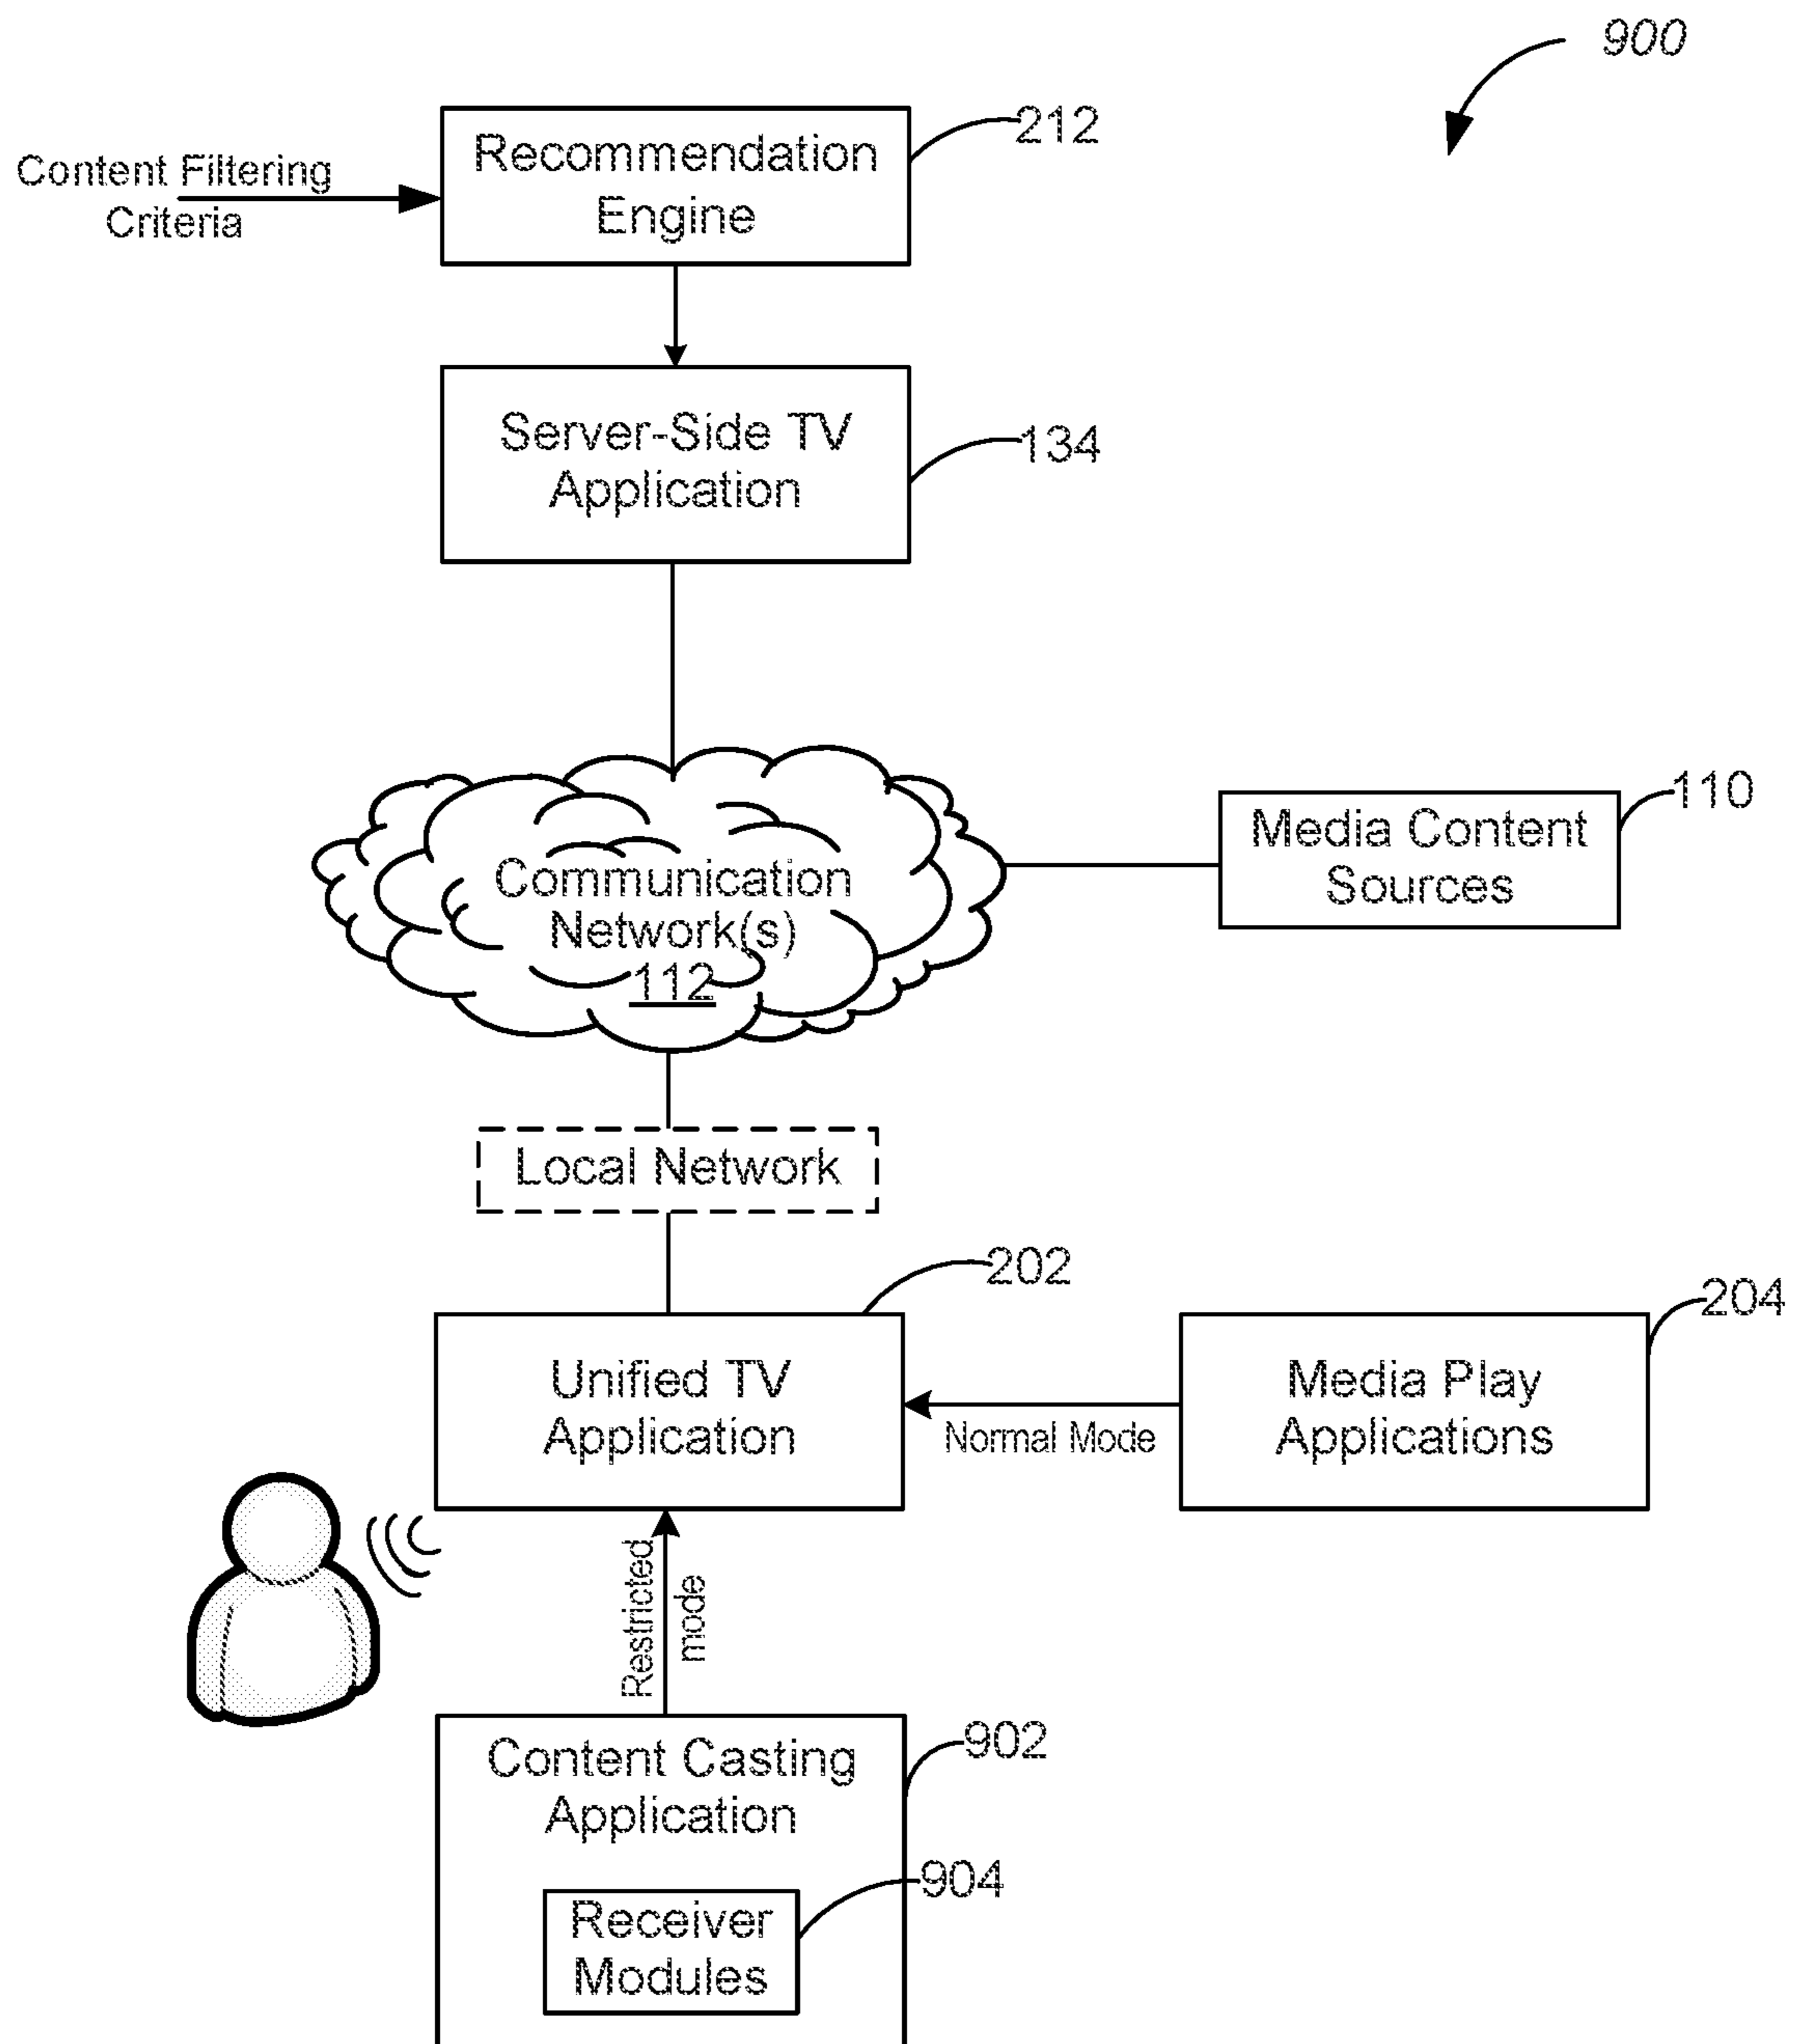 900
Recommendation
Engine
212
Content Filtering
Criteria
Server-Side TV
Application
134
Communication
Network(s)
112
Media Content
Sources
110
Local Network
Unified TV
Application
202
Normal Mode
Media Play
Applications
204
Restricted
mode
Content Casting
Application
902
Receiver
Modules
904